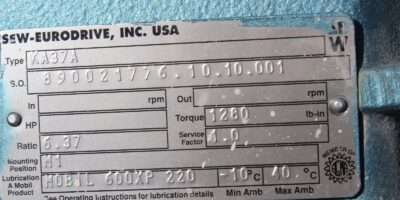 SEW-EURODRIVE, INC. USA
Type KA37A
S.O. 890021776.10.10.001
In rpm Out rpm
HP Torque 1280 lb-in
Ratio 6.37 Service Factor 1.0
Mounting Position M1 MEMBER OF
Lubrication A Mobil Product MOBIL 600XP 220 -10°C 40.°C
See Operating Instructions for lubrication details Min Amb Max Amb